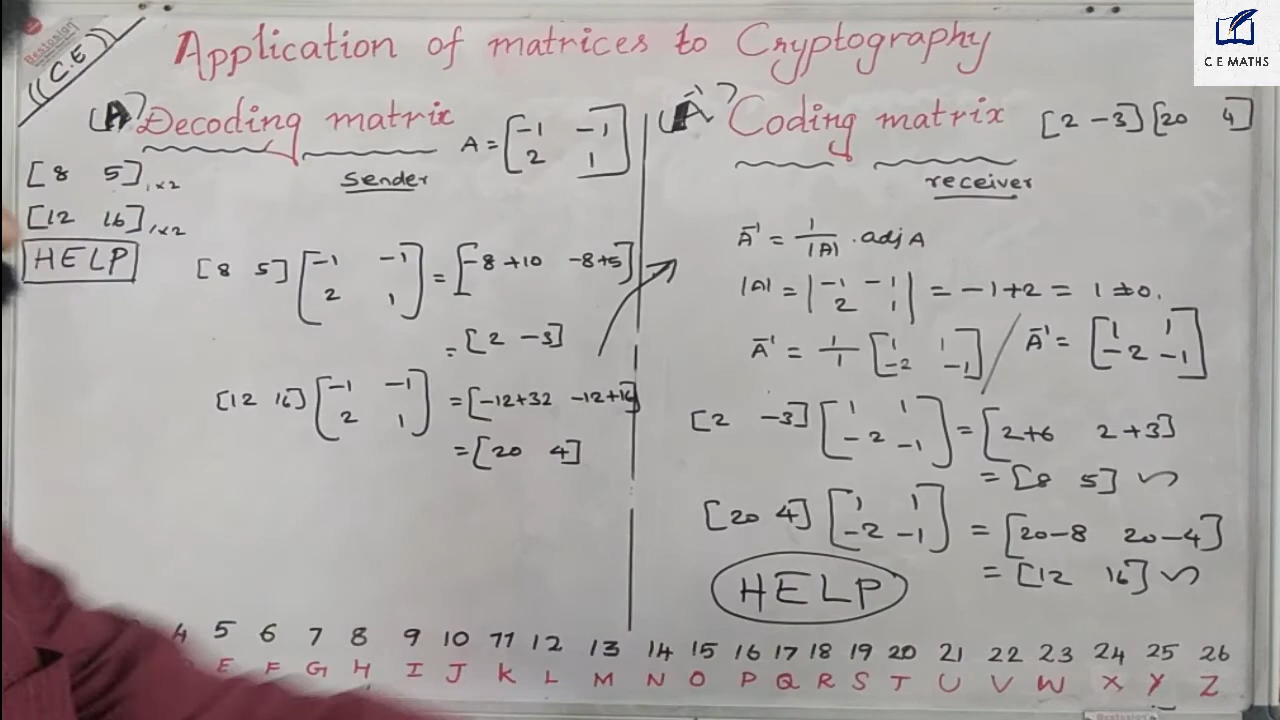 Application of matrices to Cryptography
C E MATHS
((C.E))
(A) Decoding matrix
A = [-1 -1
2 1]
sender
[8 5]1x2
[12 16]1x2
HELP
[8 5] [-1 -1
2 1] = [-8+10 -8+5]
= [2 -3]
[12 16] [-1 -1
2 1] = [-12+32 -12+16]
= [20 4]
(A⁻¹) Coding matrix
[2 -3] [20 4]
receiver
A⁻¹ = 1/|A| . adj A
|A| = |-1 -1
2 1| = -1+2 = 1 ≠0.
A⁻¹ = 1/1 [1 1
-2 -1] / A⁻¹ = [1 1
-2 -1]
[2 -3] [1 1
-2 -1] = [2+6 2+3]
= [8 5]
[20 4] [1 1
-2 -1] = [20-8 20-4]
= [12 16]
HELP
4 5 6 7 8 9 10 11 12 13 14 15 16 17 18 19 20 21 22 23 24 25 26
E F G H I J K L M N O P Q R S T U V W X Y Z